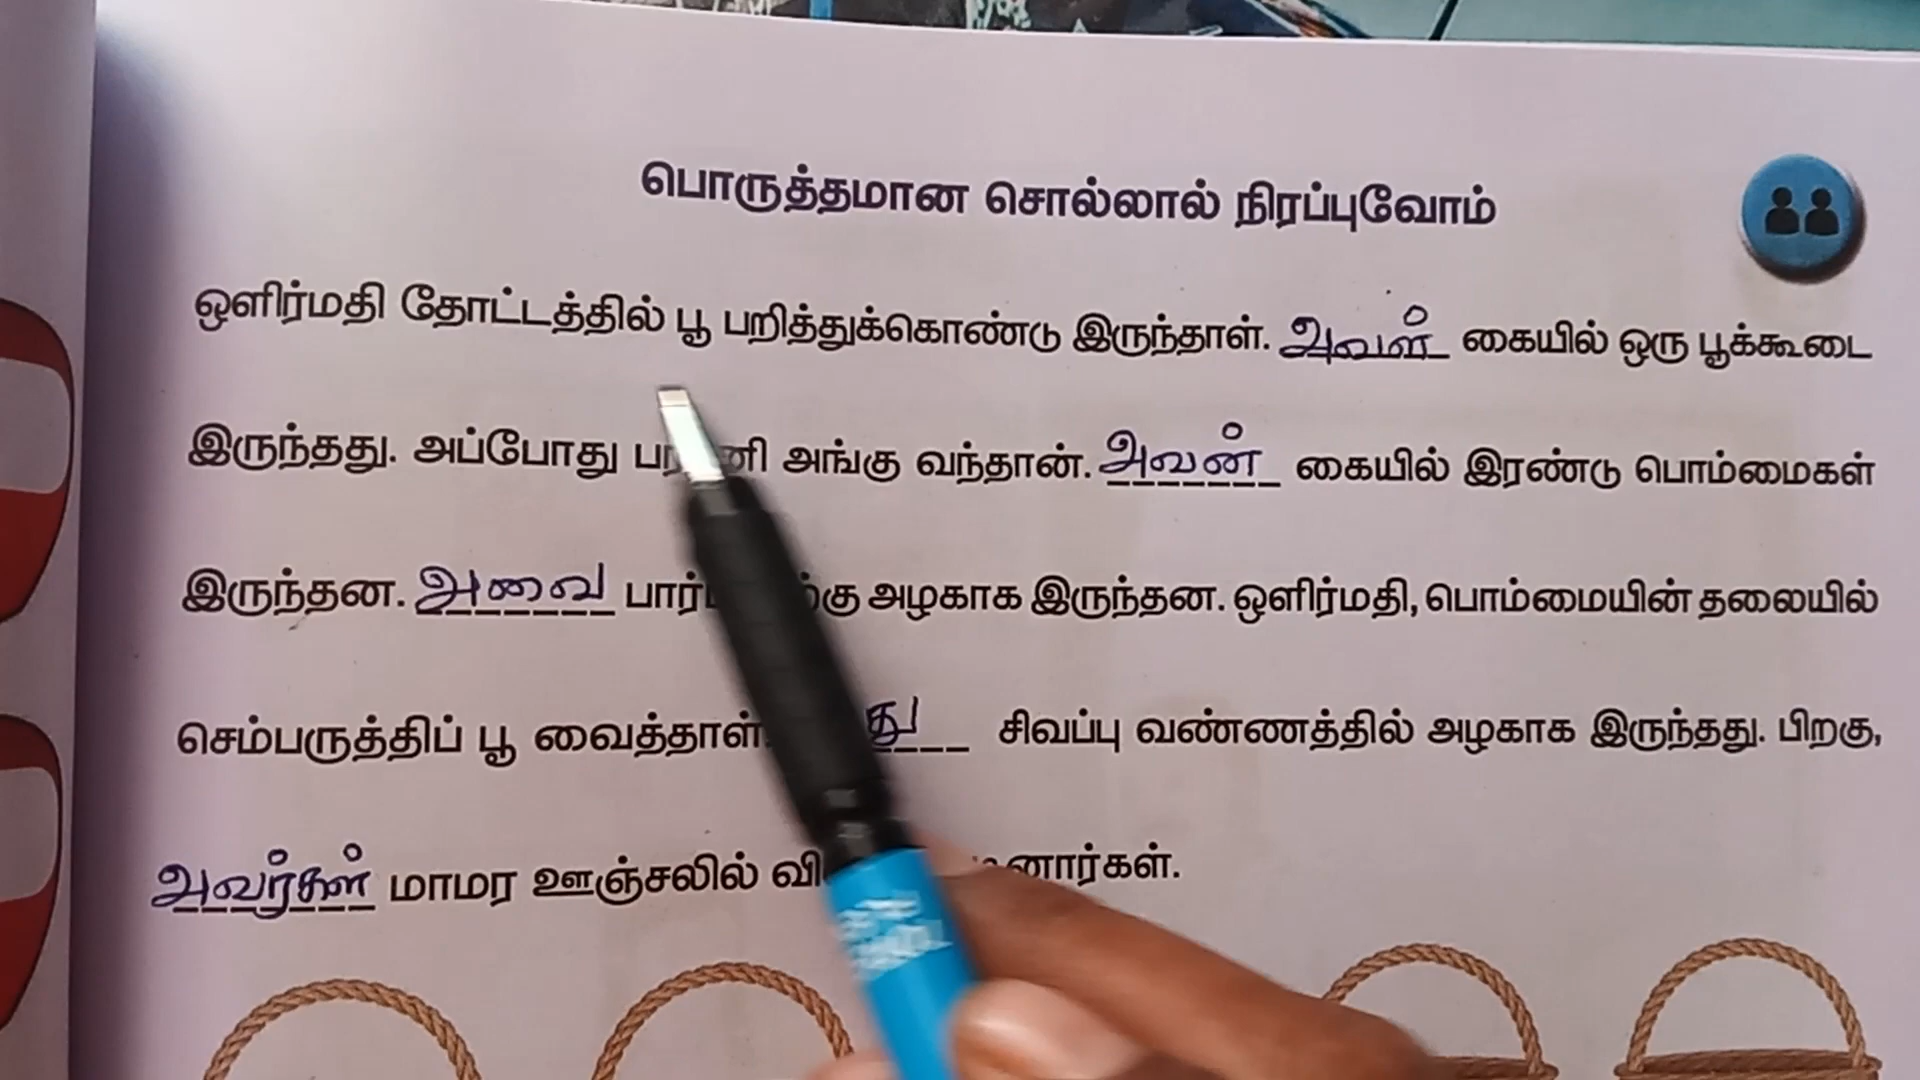 பொருத்தமான சொல்லால் நிரப்புவோம்
ஒளிர்மதி தோட்டத்தில் பூ பறித்துக்கொண்டு இருந்தாள். அவள் கையில் ஒரு பூக்கூடை
இருந்தது. அப்போது அங்கு வந்தான். அவன் கையில் இரண்டு பொம்மைகள்
இருந்தன. அவை அழகாக இருந்தன. ஒளிர்மதி, பொம்மையின் தலையில்
செம்பருத்திப் பூ வைத்தாள். சிவப்பு வண்ணத்தில் அழகாக இருந்தது. பிறகு,
அவர்கள் மாமர ஊஞ்சலில்